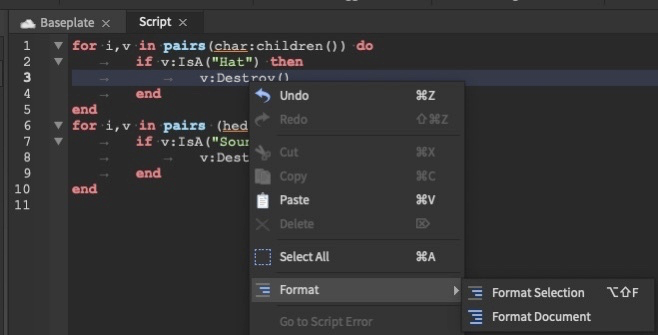 Baseplate ×
Script ×
1 for i,v in pairs(char:children()) do
2 if v:IsA("Hat") then
3 v:Destroy()
4 end
5 end
6 for i,v in pairs (hed
7 if v:IsA("Soun
8 v:Dest
9 end
10 end
11
Undo ⌘Z
Redo ⇧⌘Z
Cut ⌘X
Copy ⌘C
Paste ⌘V
Delete ⌦
Select All ⌘A
Format
Format Selection ⌥⇧F
Format Document
Go to Script Error